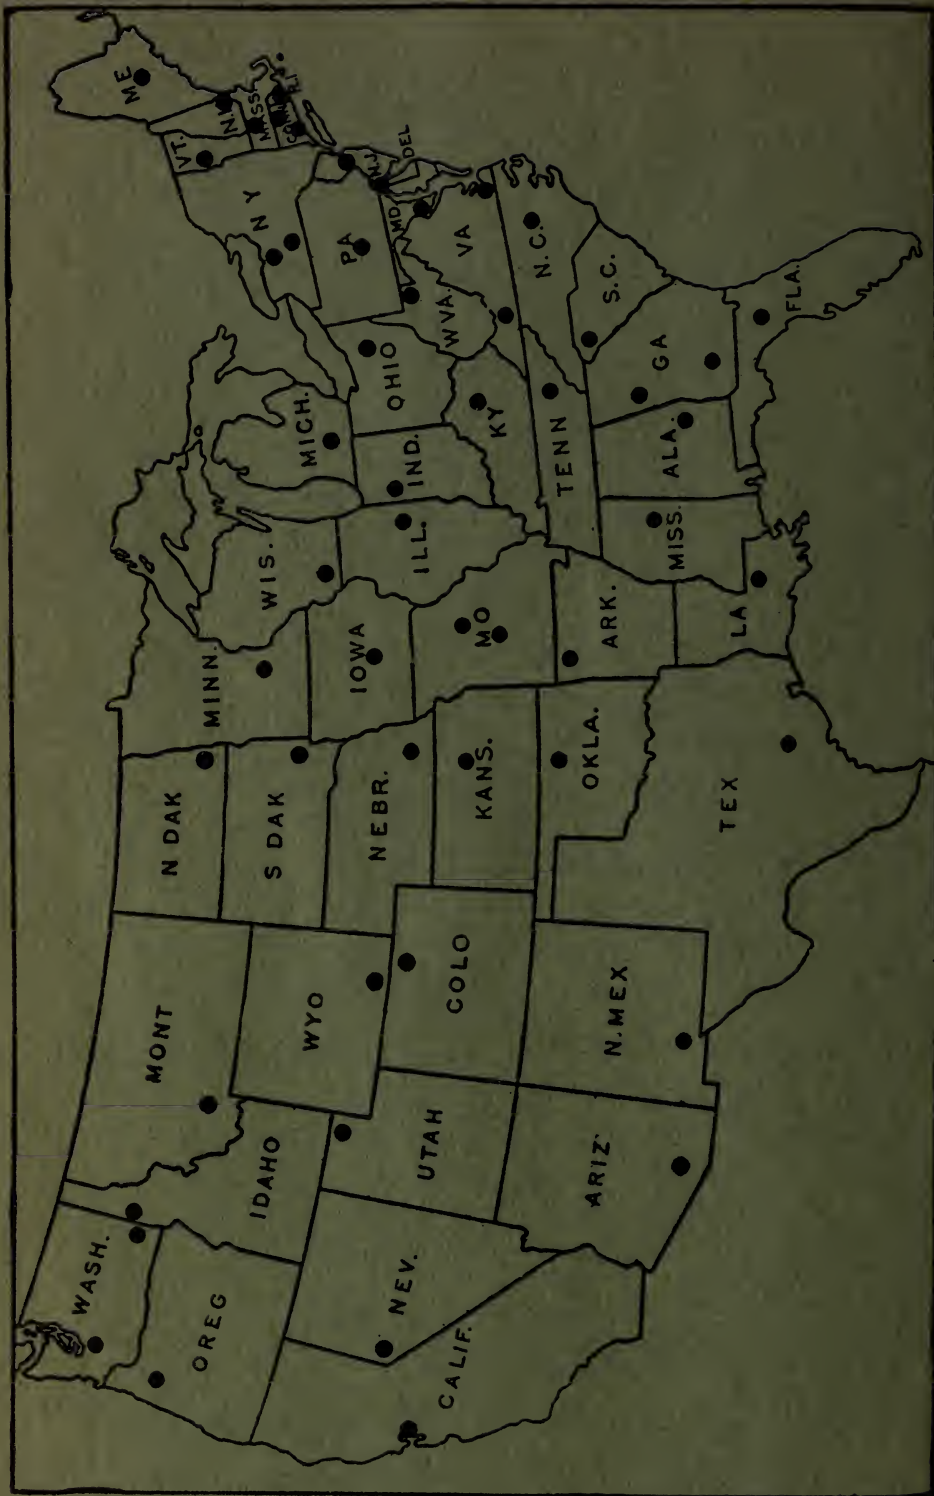 WASH.
OREG
CALIF.
NEV.
IDAHO
MONT
WYO
UTAH
ARIZ
COLO
N.MEX
N DAK
S DAK
NEBR.
KANS.
OKLA.
TEX
MINN.
IOWA
MO
ARK.
LA
WIS.
ILL.
MISS.
MICH.
IND.
OHIO
KY
TENN
ALA.
GA
FLA.
S.C.
N.C.
VA
W VA.
MD.
DEL
PA
N.J.
N Y
VT.
N.H.
MASS.
CONN
R.I.
ME